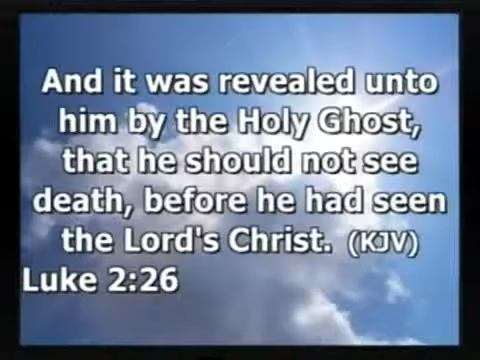 And it was revealed unto
him by the Holy Ghost,
that he should not see
death, before he had seen
the Lord's Christ. (KJV)
Luke 2:26